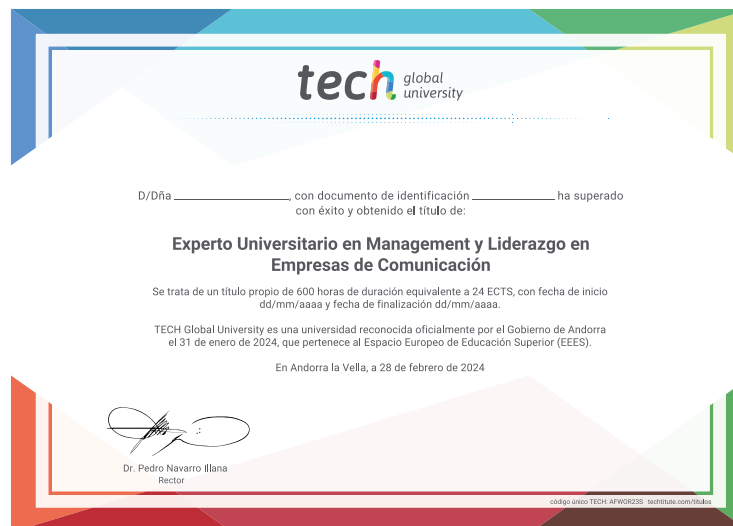 tech global
university
D/Dña ______________, con documento de identificación ______________ ha superado
con éxito y obtenido el título de:
Experto Universitario en Management y Liderazgo en
Empresas de Comunicación
Se trata de un título propio de 600 horas de duración equivalente a 24 ECTS, con fecha de inicio
dd/mm/aaaa y fecha de finalización dd/mm/aaaa.
TECH Global University es una universidad reconocida oficialmente por el Gobierno de Andorra
el 31 de enero de 2024, que pertenece al Espacio Europeo de Educación Superior (EEES).
En Andorra la Vella, a 28 de febrero de 2024
Dr. Pedro Navarro Illana
Rector
código único TECH: AFWOR23S techtitute.com/titulos